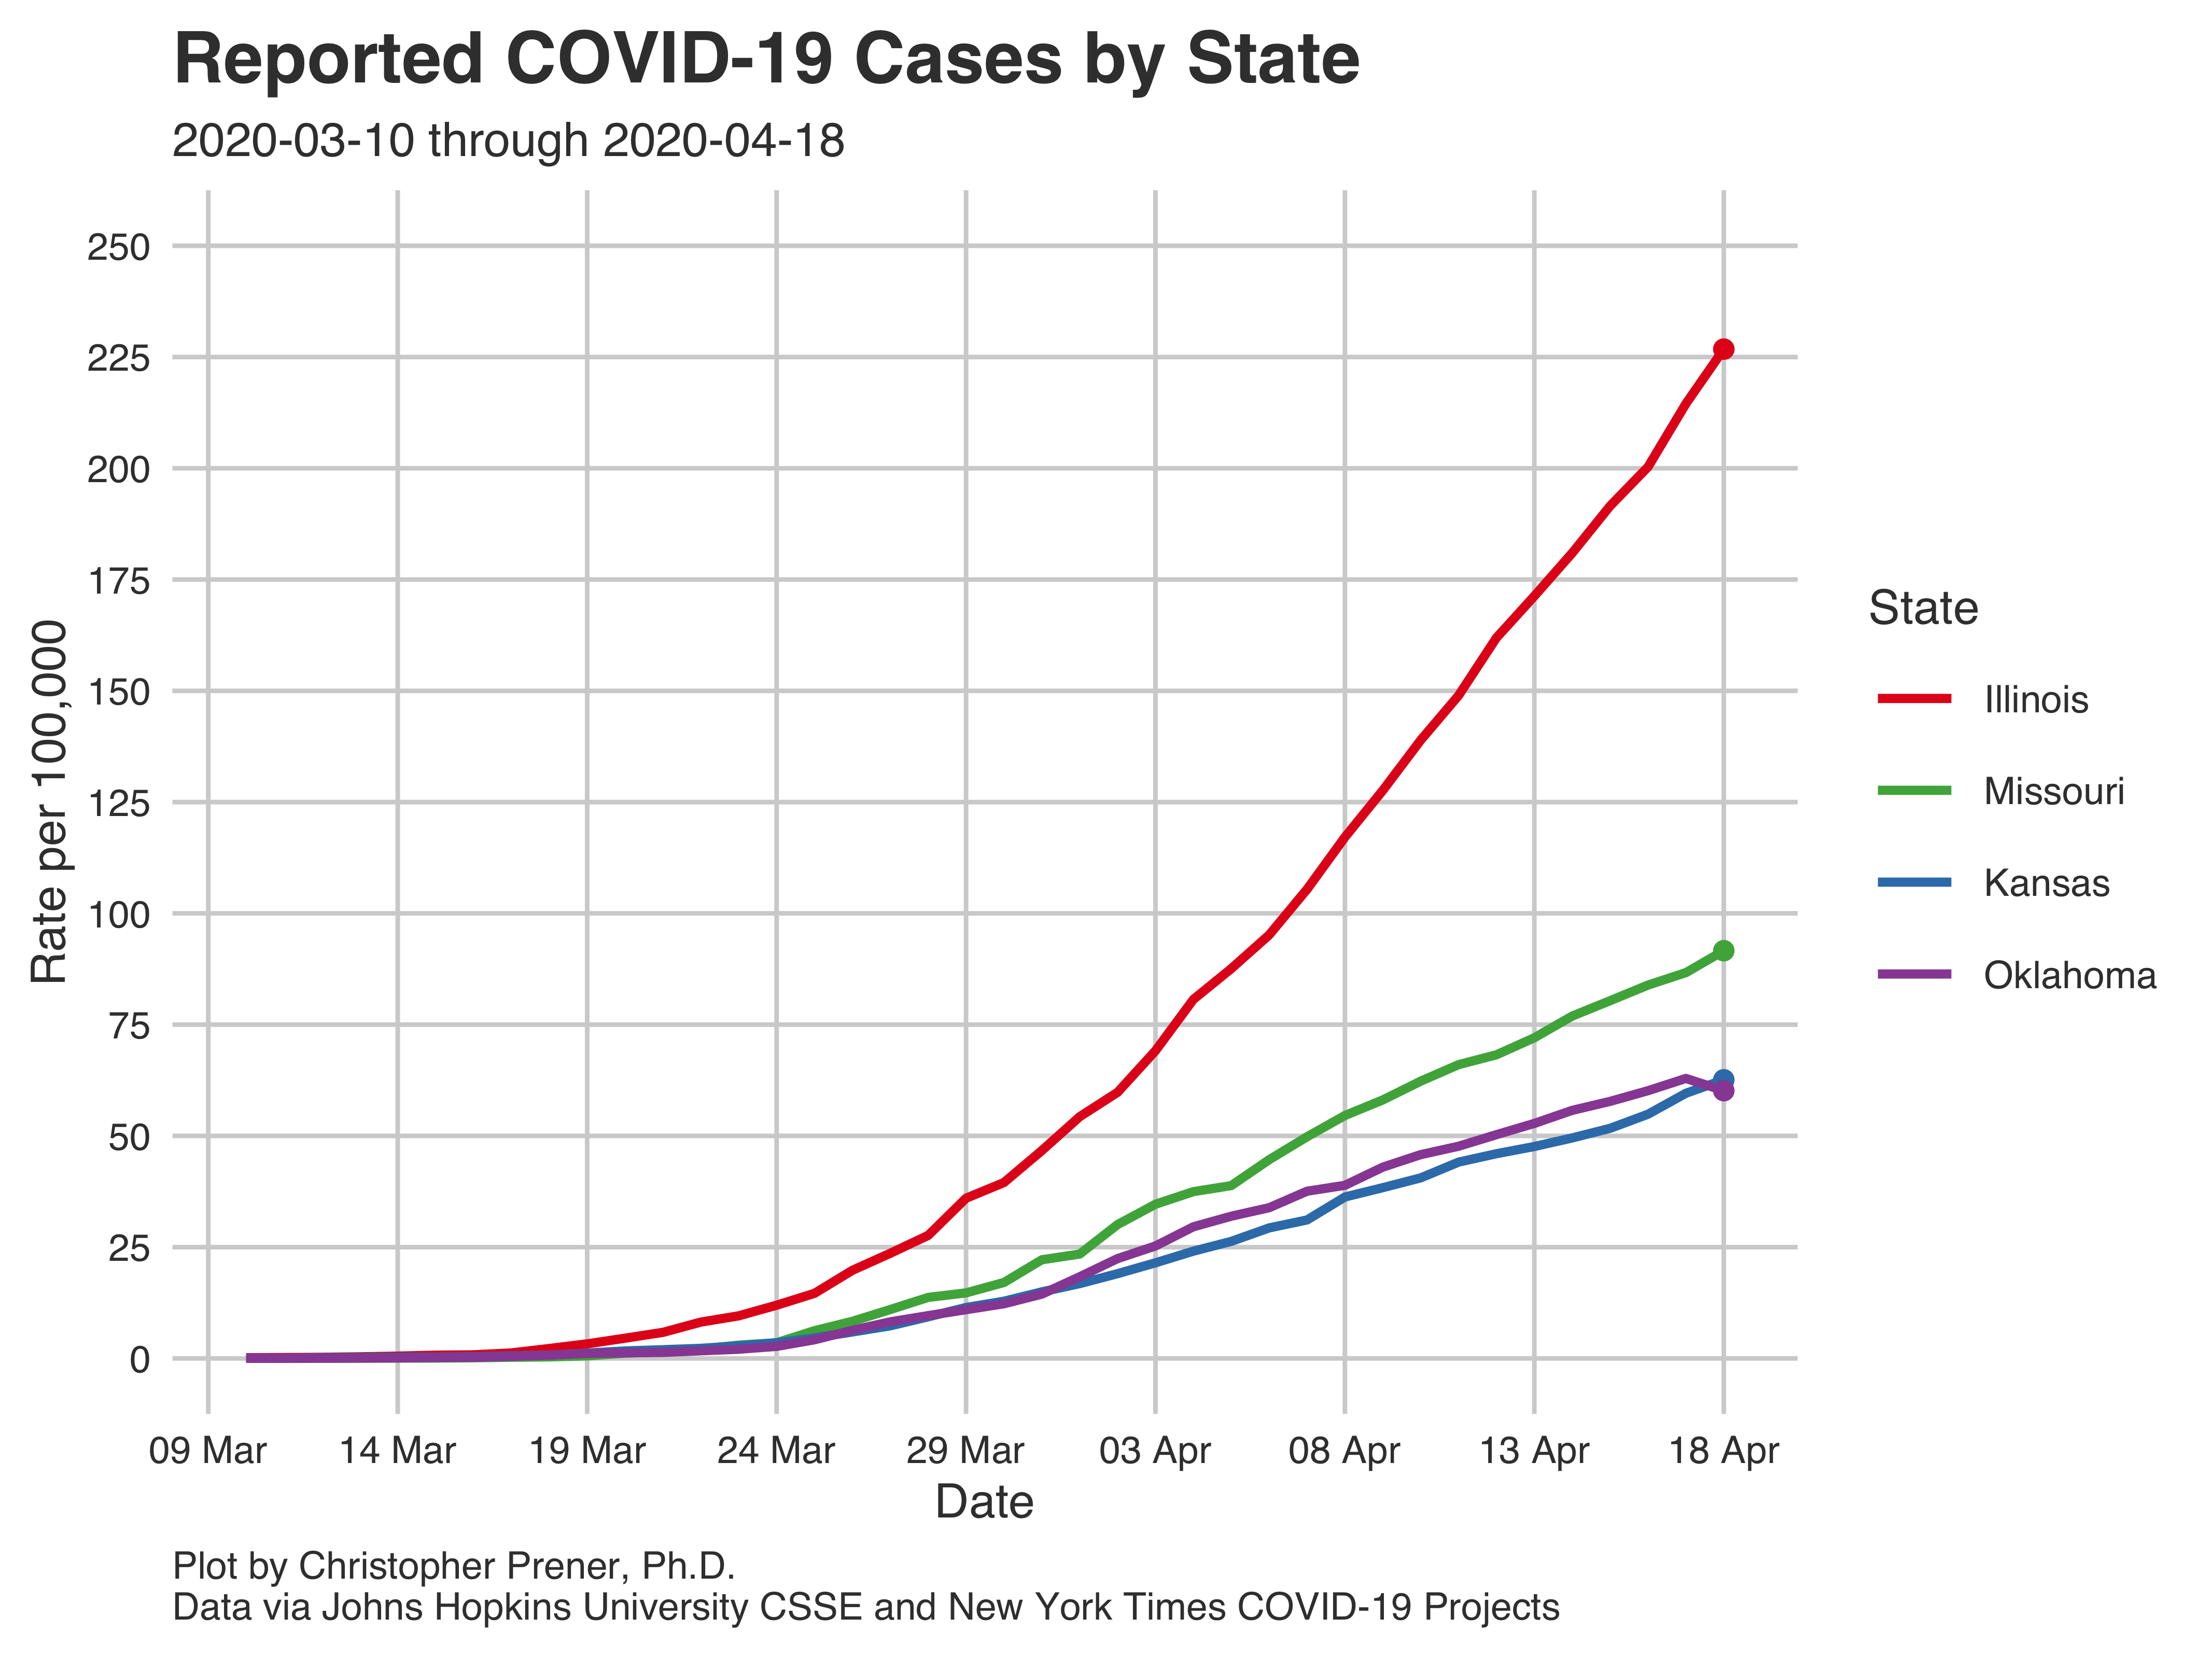 Reported COVID-19 Cases by State
2020-03-10 through 2020-04-18
Rate per 100,000
250
225
200
175
150
125
100
75
50
25
0
09 Mar 14 Mar 19 Mar 24 Mar 29 Mar 03 Apr 08 Apr 13 Apr 18 Apr
Date
State
Illinois
Missouri
Kansas
Oklahoma
Plot by Christopher Prener, Ph.D.
Data via Johns Hopkins University CSSE and New York Times COVID-19 Projects